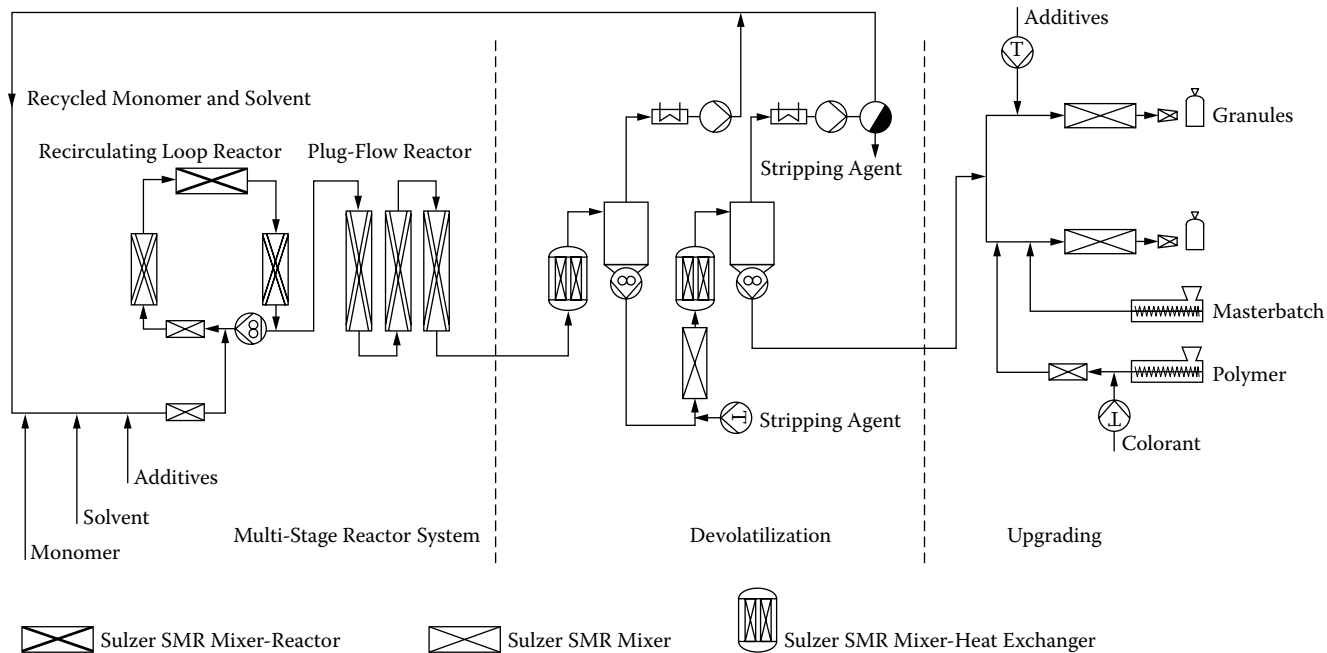 Additives
T
Recycled Monomer and Solvent
Recirculating Loop Reactor
Plug-Flow Reactor
Stripping Agent
Granules
Masterbatch
Polymer
T
Stripping Agent
T
Colorant
Additives
Solvent
Monomer
Multi-Stage Reactor System
Devolatilization
Upgrading
Sulzer SMR Mixer-Reactor
Sulzer SMR Mixer
Sulzer SMR Mixer-Heat Exchanger